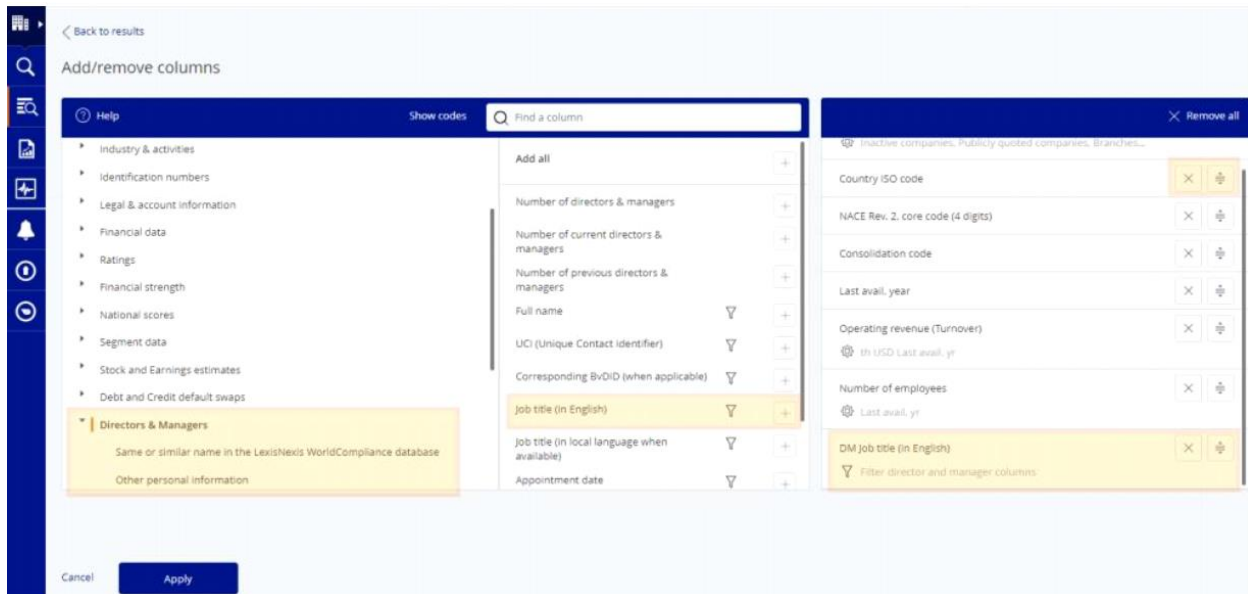 Back to results
Add/remove columns
Help
Show codes
Find a column
Industry & activities
Identification numbers
Legal & account information
Financial data
Ratings
Financial strength
National scores
Segment data
Stock and Earnings estimates
Debt and Credit default swaps
Directors & Managers
Same or similar name in the LexisNexis WorldCompliance database
Other personal information
Add all
Number of directors & managers
Number of current directors &
managers
Number of previous directors &
managers
Full name
UCI (Unique Contact Identifier)
Corresponding BvDID (when applicable)
Job title (in English)
Job title (in local language when
available)
Appointment date
Remove all
Inactive companies, Publicly quoted companies, Branches...
Country ISO code
NACE Rev. 2, core code (4 digits)
Consolidation code
Last avail. year
Operating revenue (Turnover)
th USD Last avail. yr
Number of employees
Last avail. yr
DM Job title (in English)
Filter director and manager columns
Cancel
Apply